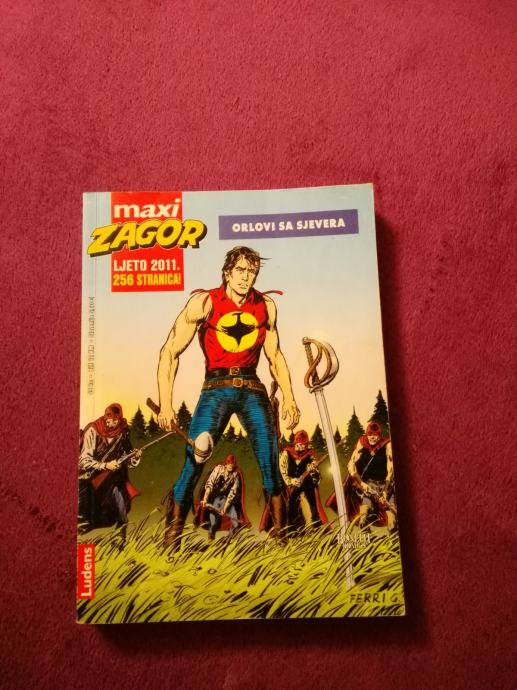 maxi
ZAGOR
ORLOVI SA SJEVERA
LJETO 2011.
256 STRANICA!
Ludens
FERRI